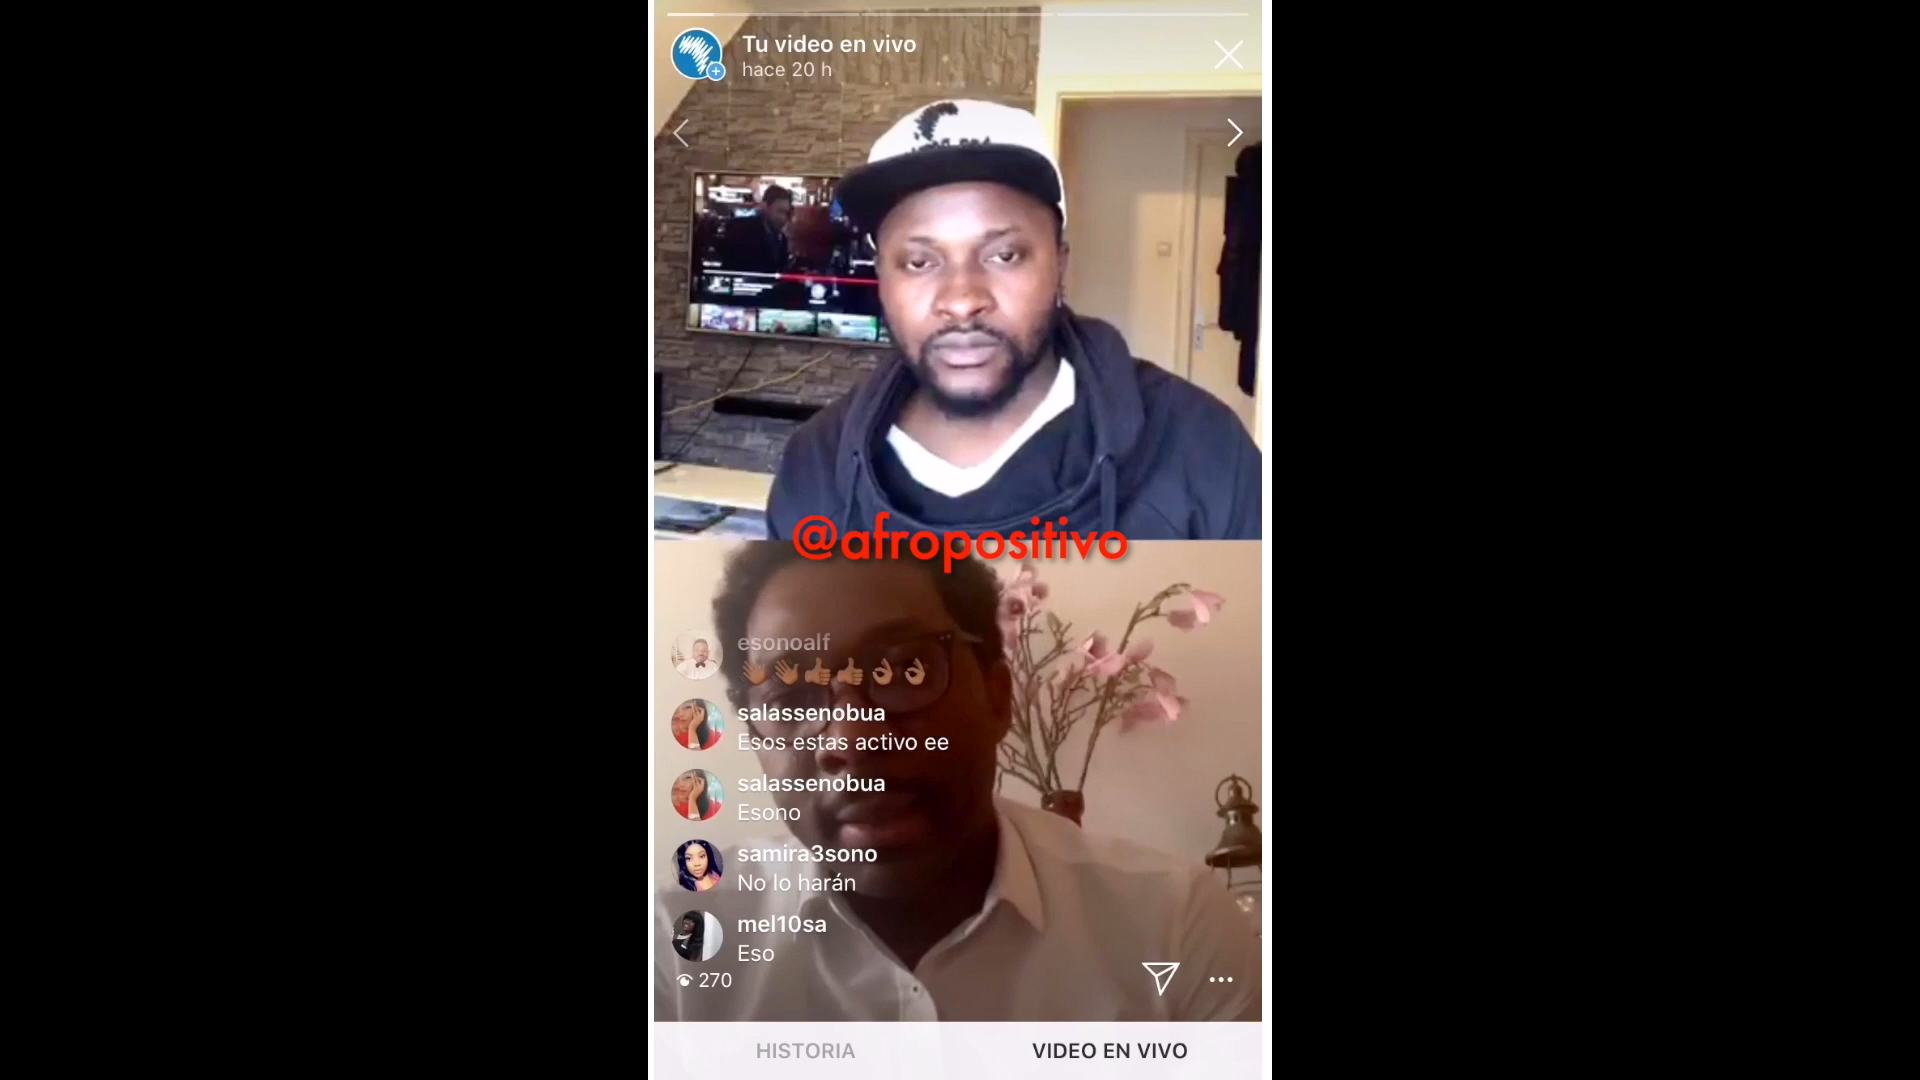 Tu video en vivo
hace 20 h
@afropositivo
esonoalf
👋🏽👋🏽👍🏽👍🏽👌🏽👌🏽
salassenobua
Esos estas activo ee
salassenobua
Esono
samira3sono
No lo harán
mel10sa
Eso
270
HISTORIA
VIDEO EN VIVO